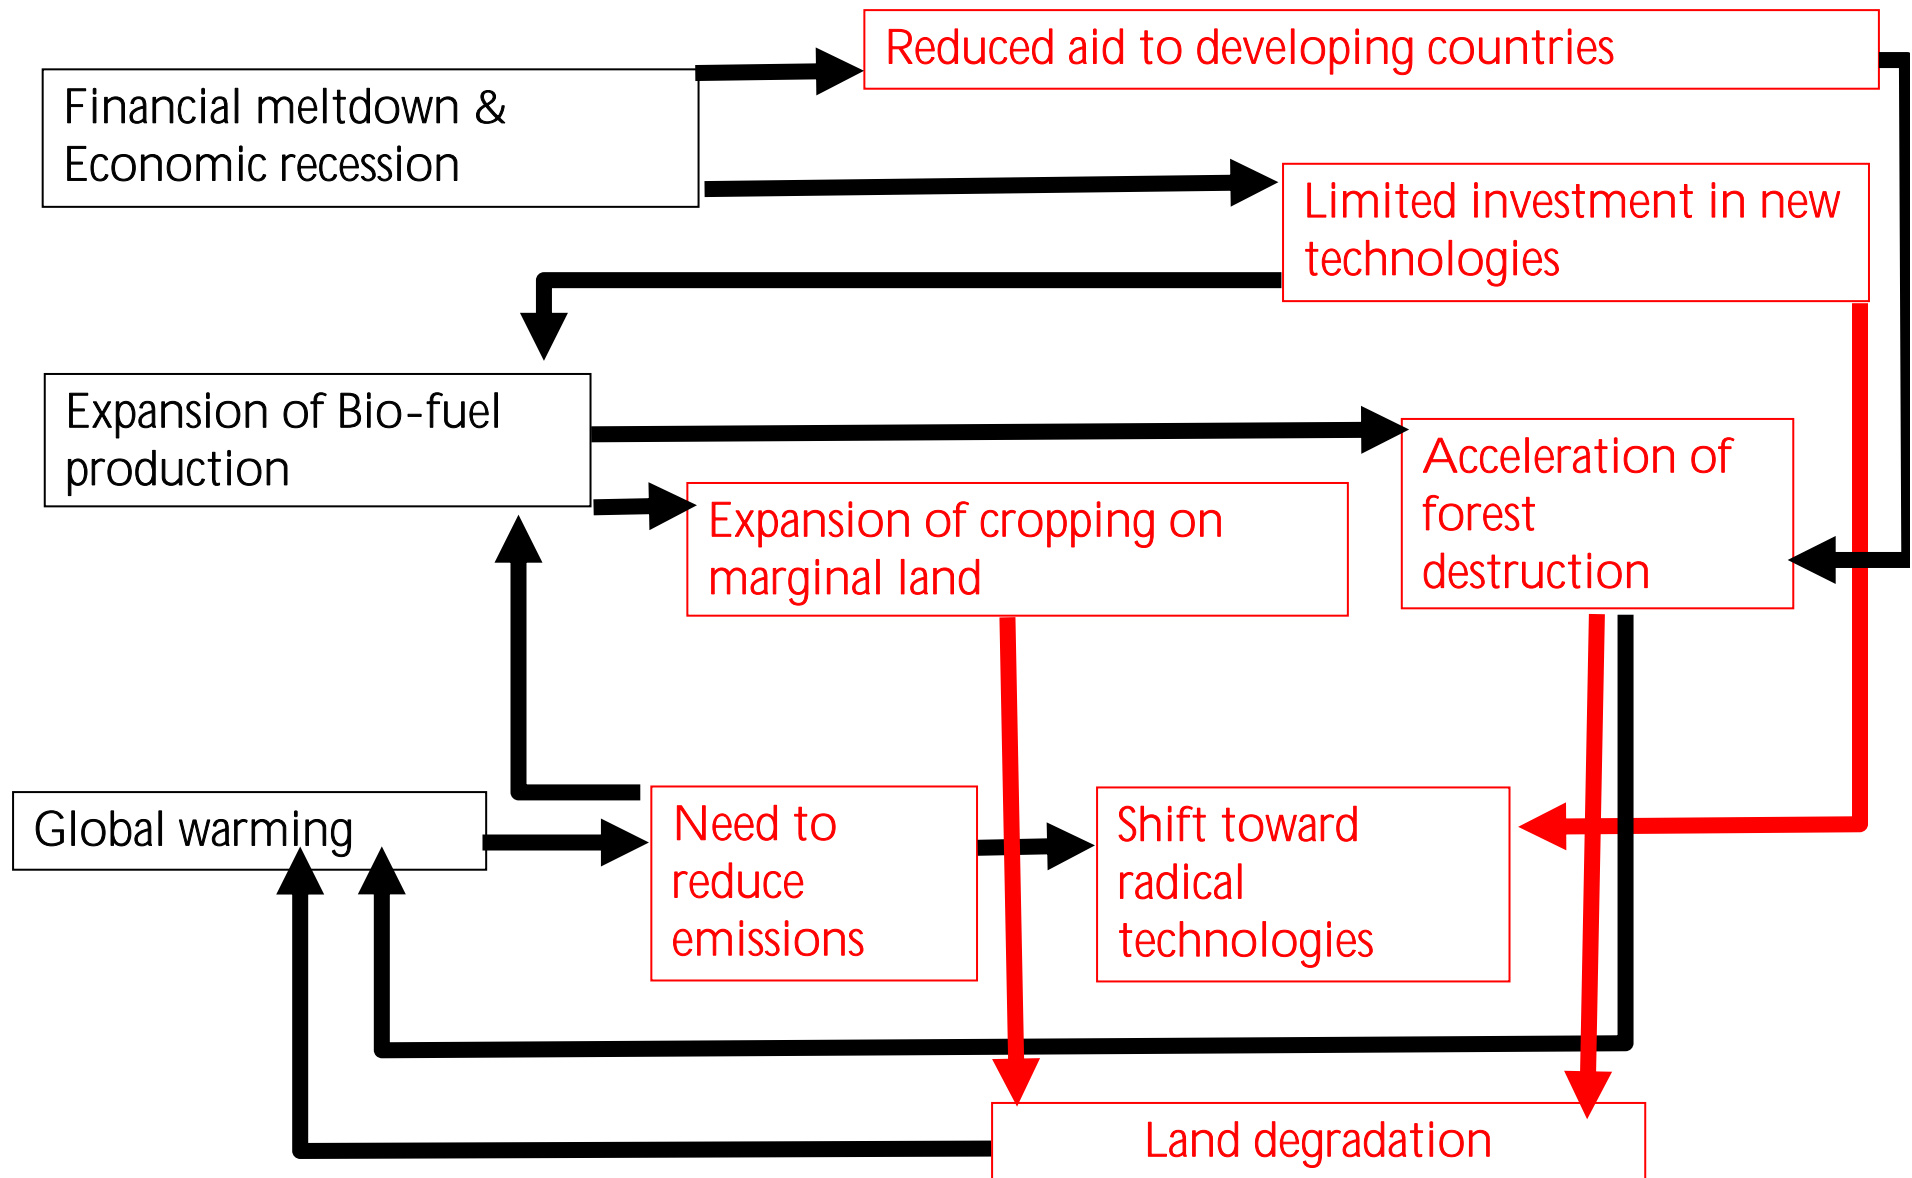 Reduced aid to developing countries
Financial meltdown &
Economic recession
Limited investment in new
technologies
Expansion of Bio-fuel
production
Acceleration of
forest
destruction
Expansion of cropping on
marginal land
Global warming
Need to
reduce
emissions
Shift toward
radical
technologies
Land degradation